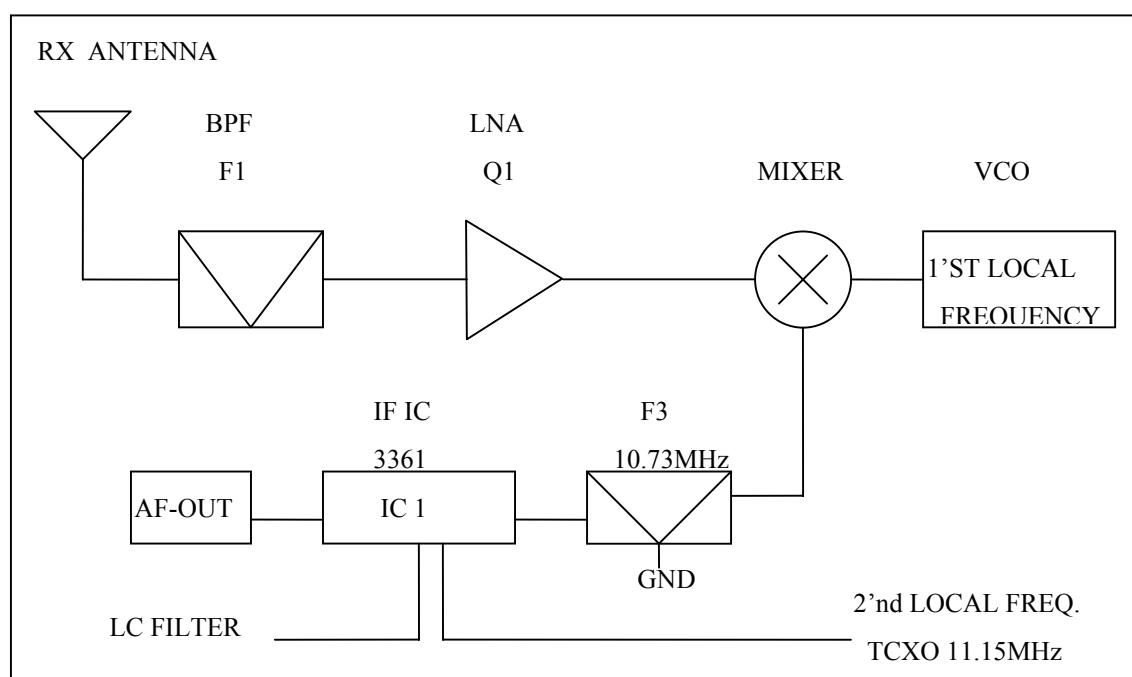 RX ANTENNA
BPF
F1
LNA
Q1
MIXER
VCO
1’ST LOCAL
FREQUENCY
IF IC
3361
IC 1
F3
10.73MHz
AF-OUT
GND
LC FILTER
2’nd LOCAL FREQ.
TCXO 11.15MHz